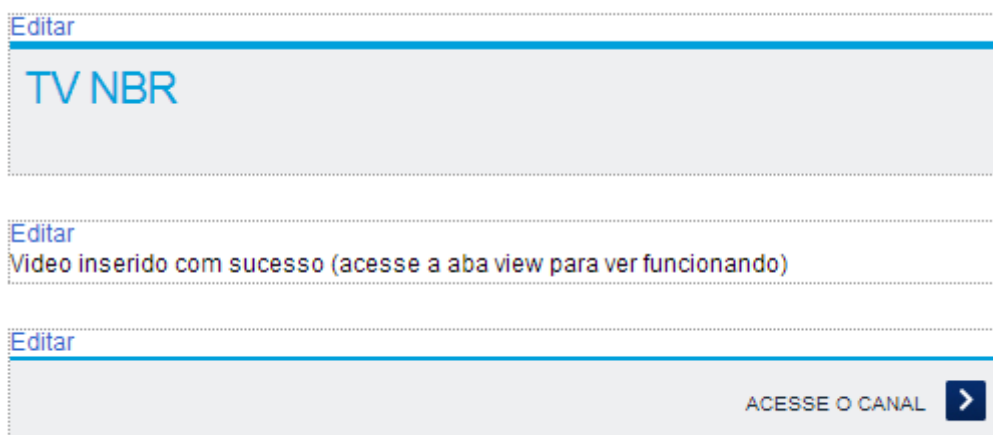 Editar
TV NBR
Editar
Video inserido com sucesso (acesse a aba view para ver funcionando)
Editar
ACESSE O CANAL